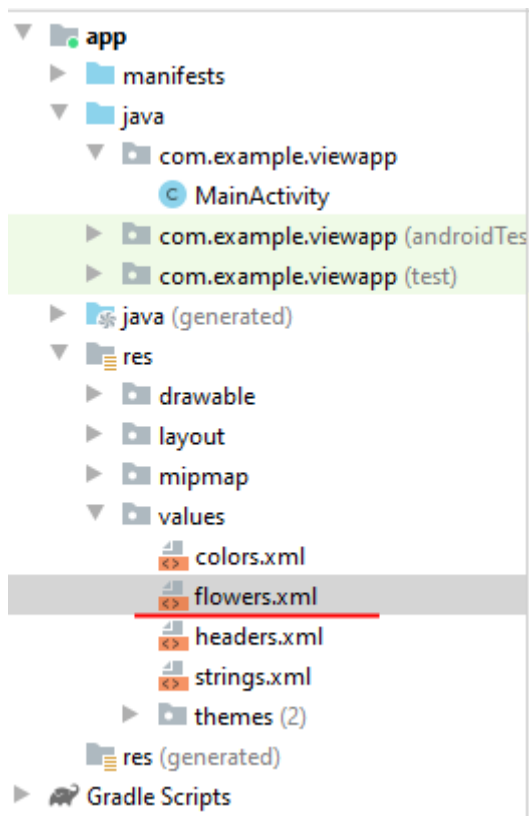 app
manifests
java
com.example.viewapp
MainActivity
com.example.viewapp (androidTes
com.example.viewapp (test)
java (generated)
res
drawable
layout
mipmap
values
colors.xml
flowers.xml
headers.xml
strings.xml
themes (2)
res (generated)
Gradle Scripts